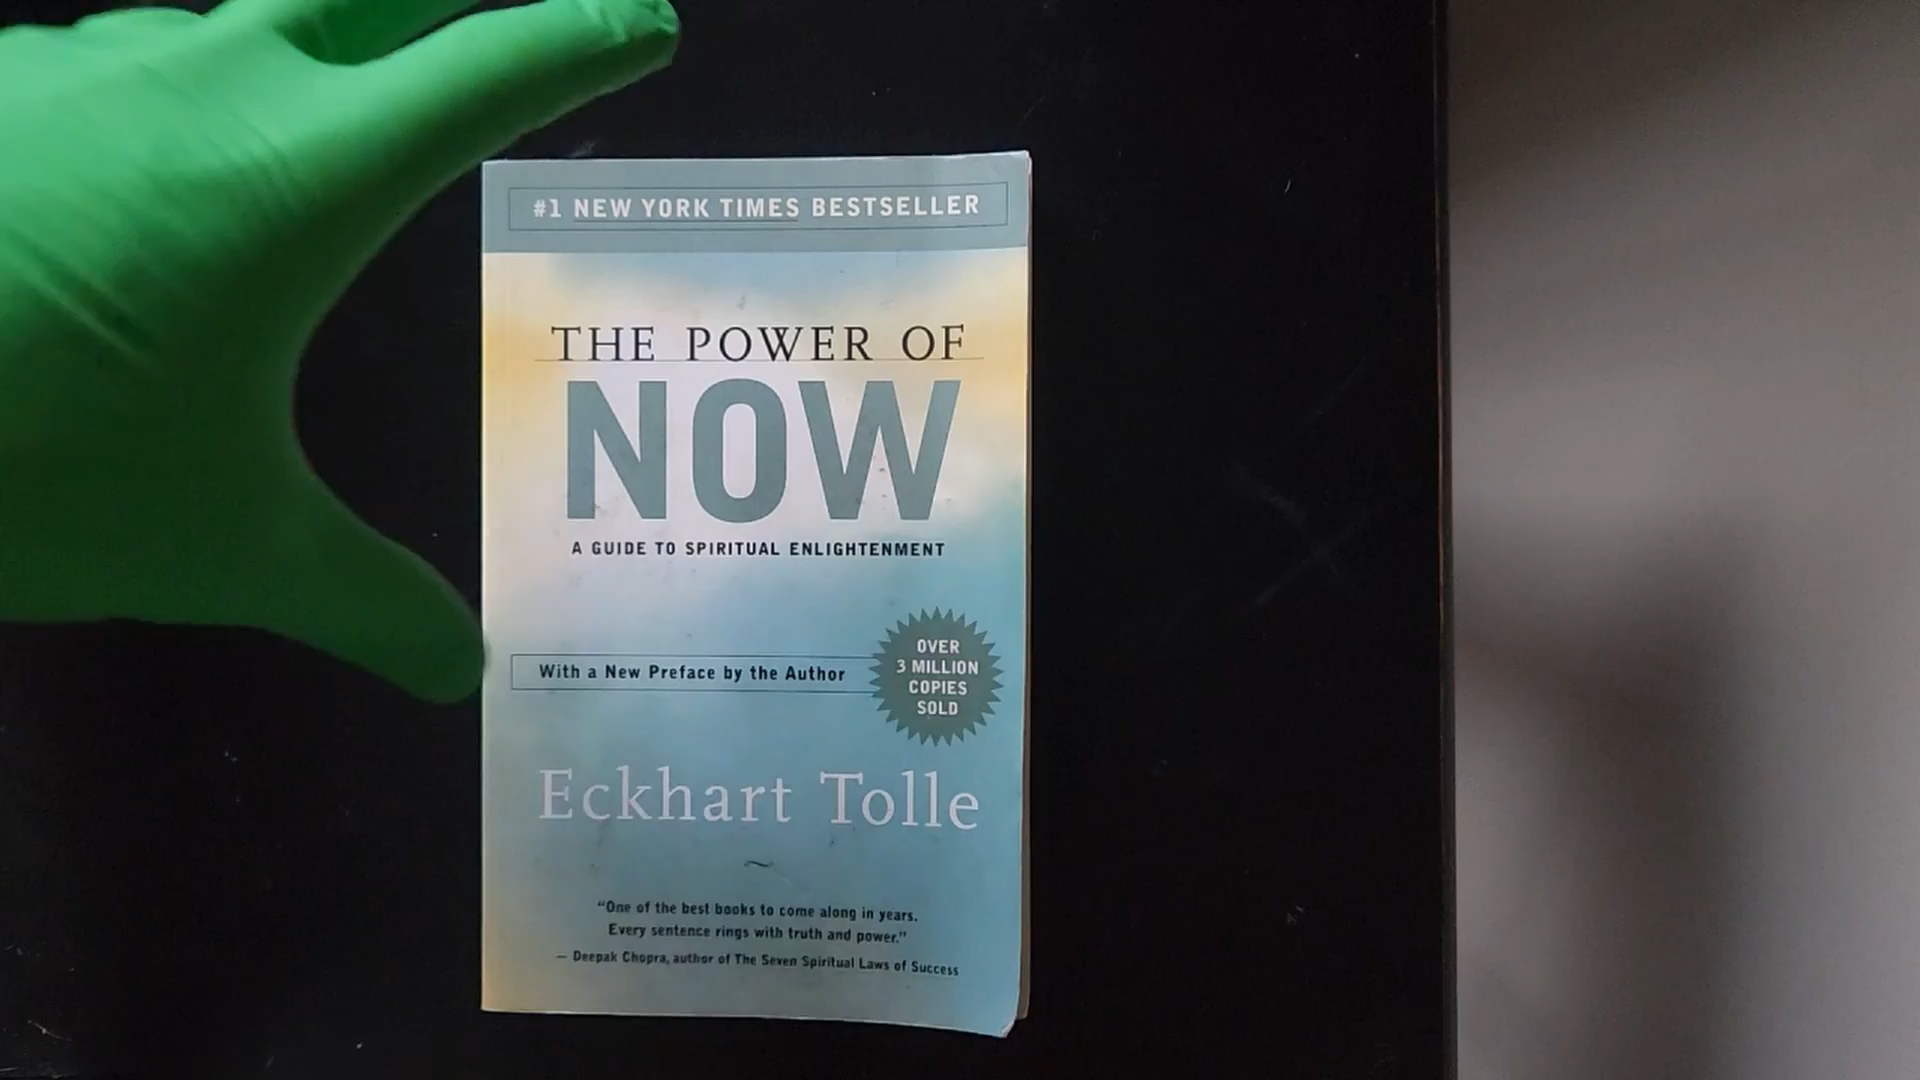 #1 NEW YORK TIMES BESTSELLER
THE POWER OF
NOW
A GUIDE TO SPIRITUAL ENLIGHTENMENT
With a New Preface by the Author
OVER
3 MILLION
COPIES
SOLD
Eckhart Tolle
“One of the best books to come along in years.
Every sentence rings with truth and power.”
— Deepak Chopra, author of The Seven Spiritual Laws of Success